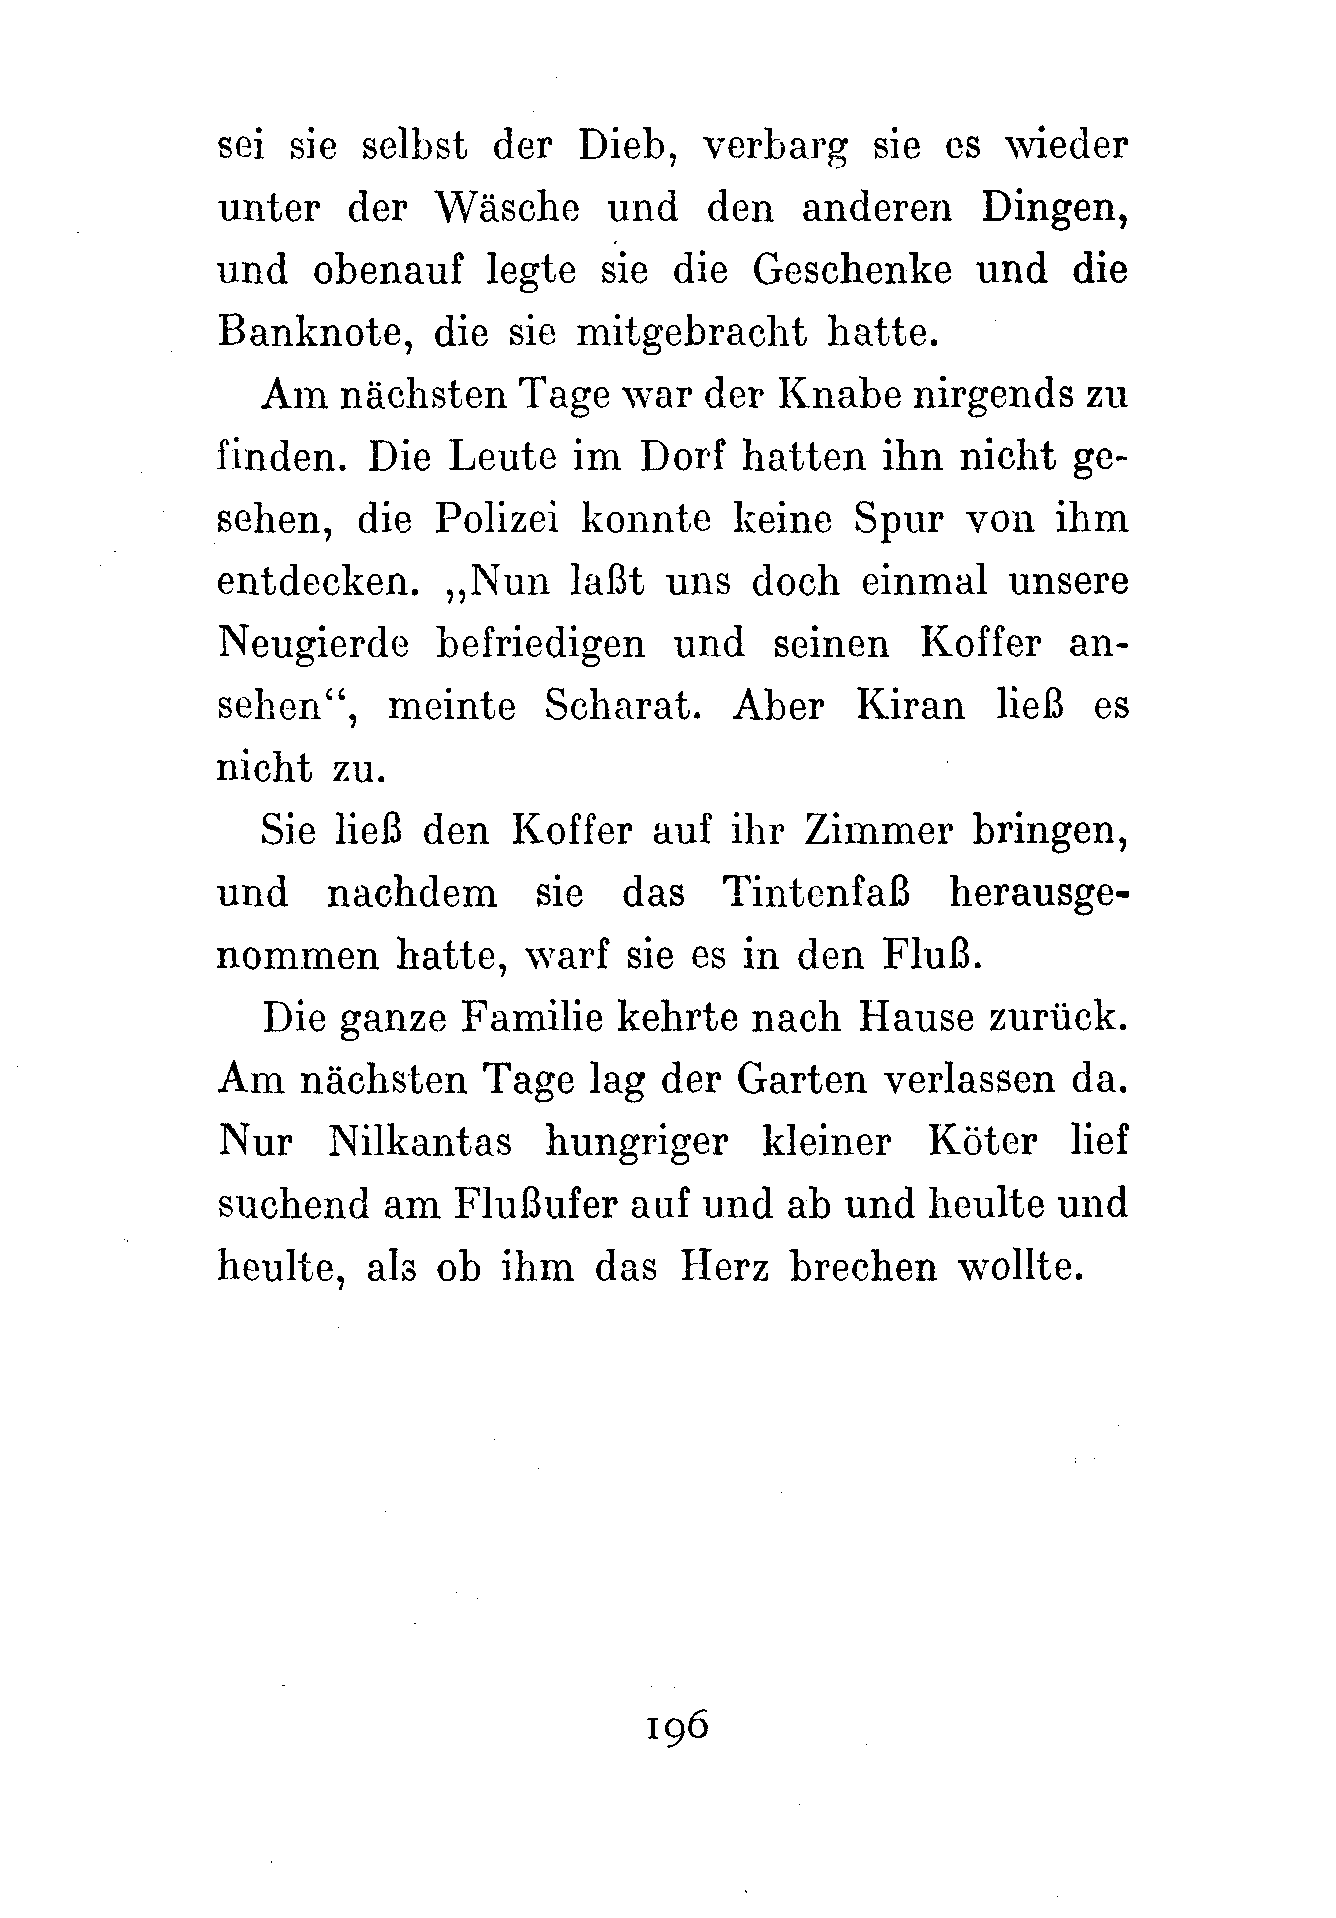 sei sie selbst der Dieb, verbarg sie es wieder
unter der Wäsche und den anderen Dingen,
und obenauf legte sie die Geschenke und die
Banknote, die sie mitgebracht hatte.
Am nächsten Tage war der Knabe nirgends zu
finden. Die Leute im Dorf hatten ihn nicht ge-
sehen, die Polizei konnte keine Spur von ihm
entdecken. „Nun laßt uns doch einmal unsere
Neugierde befriedigen und seinen Koffer an-
sehen“, meinte Scharat. Aber Kiran ließ es
nicht zu.
Sie ließ den Koffer auf ihr Zimmer bringen,
und nachdem sie das Tintenfaß herausge-
nommen hatte, warf sie es in den Fluß.
Die ganze Familie kehrte nach Hause zurück.
Am nächsten Tage lag der Garten verlassen da.
Nur Nilkantas hungriger kleiner Köter lief
suchend am Flußufer auf und ab und heulte und
heulte, als ob ihm das Herz brechen wollte.
196